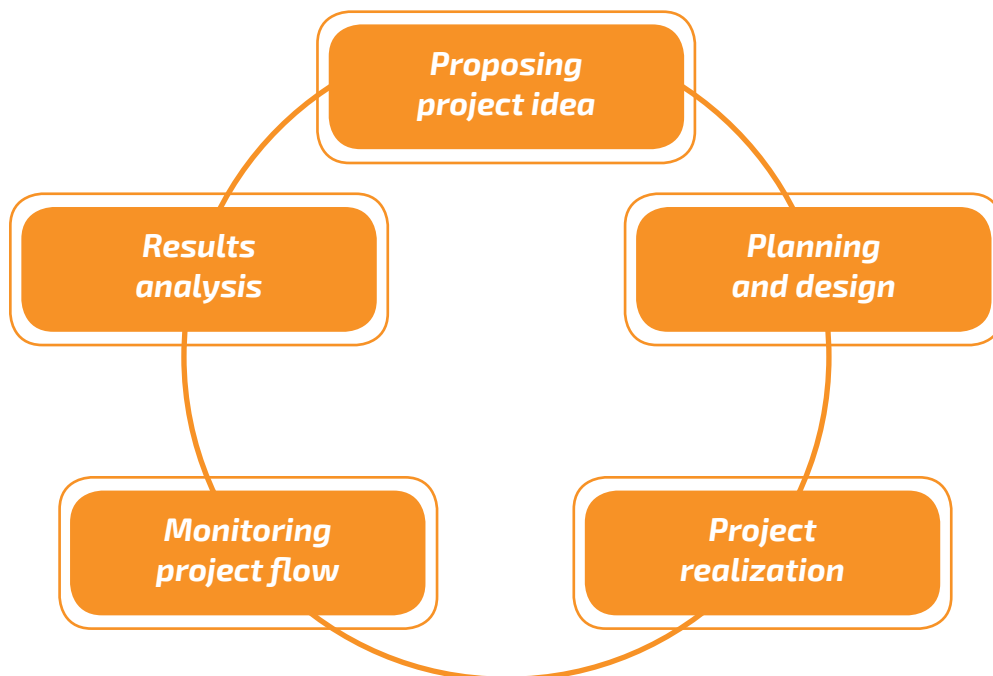 Proposing
project idea
Planning
and design
Project
realization
Monitoring
project flow
Results
analysis